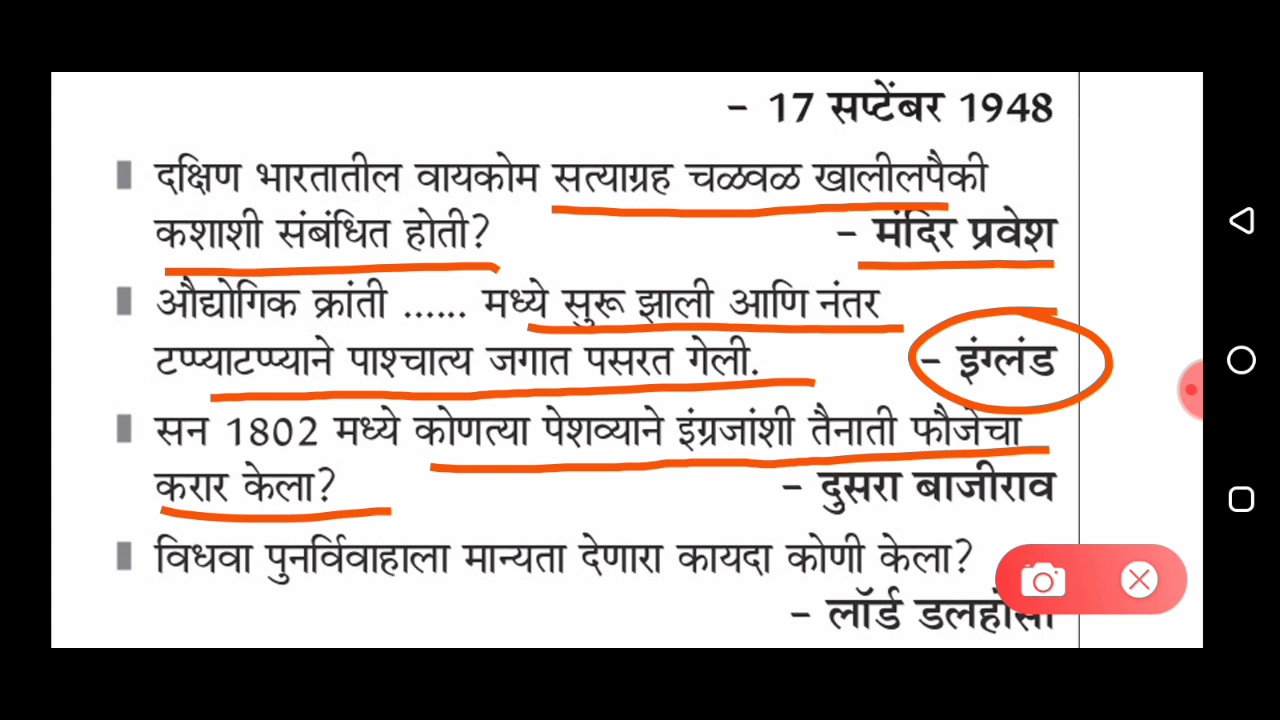 – 17 सप्टेंबर 1948
दक्षिण भारतातील वायकोम सत्याग्रह चळवळ खालीलपैकी
कशाशी संबंधित होती? – मंदिर प्रवेश
औद्योगिक क्रांती ...... मध्ये सुरू झाली आणि नंतर
टप्प्याटप्प्याने पाश्चात्य जगात पसरत गेली. – इंग्लंड
सन 1802 मध्ये कोणत्या पेशव्याने इंग्रजांशी तैनाती फौजेचा
करार केला? – दुसरा बाजीराव
विधवा पुनर्विवाहाला मान्यता देणारा कायदा कोणी केला?
– लॉर्ड डलहौसी